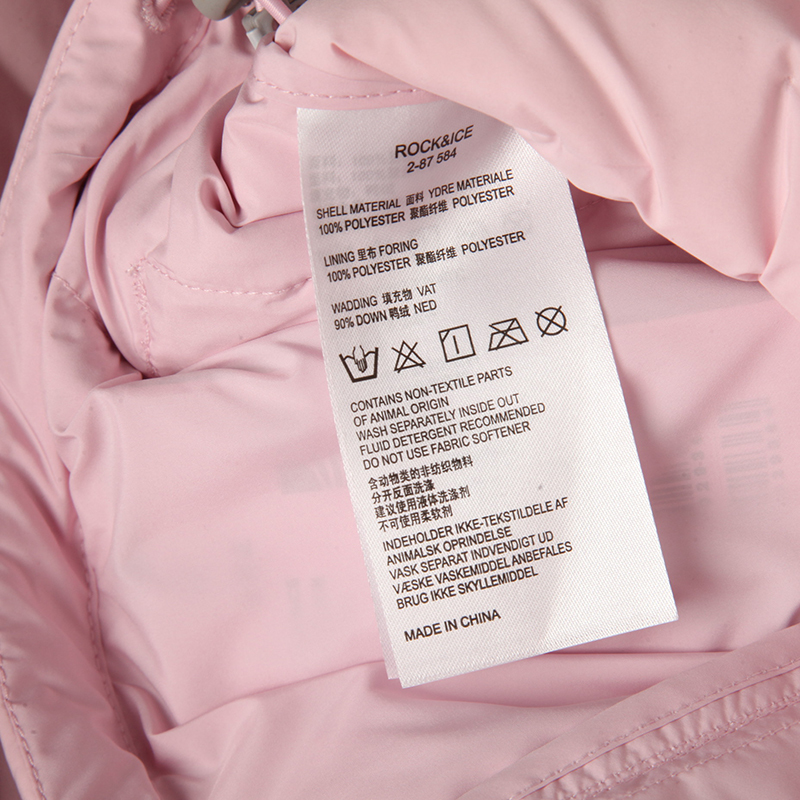 ROCK&ICE
2-87 584
SHELL MATERIAL 面料 YDRE MATERIALE
100% POLYESTER 聚酯纤维 POLYESTER
LINING 里布 FORING
100% POLYESTER 聚酯纤维 POLYESTER
WADDING 填充物 VAT
90% DOWN 鸭绒 NED
CONTAINS NON-TEXTILE PARTS
OF ANIMAL ORIGIN
WASH SEPARATELY INSIDE OUT
FLUID DETERGENT RECOMMENDED
DO NOT USE FABRIC SOFTENER
含动物类的非纺织物料
分开反面洗涤
建议使用液体洗涤剂
不可使用柔软剂
INDEHOLDER IKKE-TEKSTILDELE AF
ANIMALSK OPRINDELSE
VASK SEPARAT INDVENDIGT UD
VÆSKE VASKEMIDDEL ANBEFALES
BRUG IKKE SKYLLEMIDDEL
MADE IN CHINA